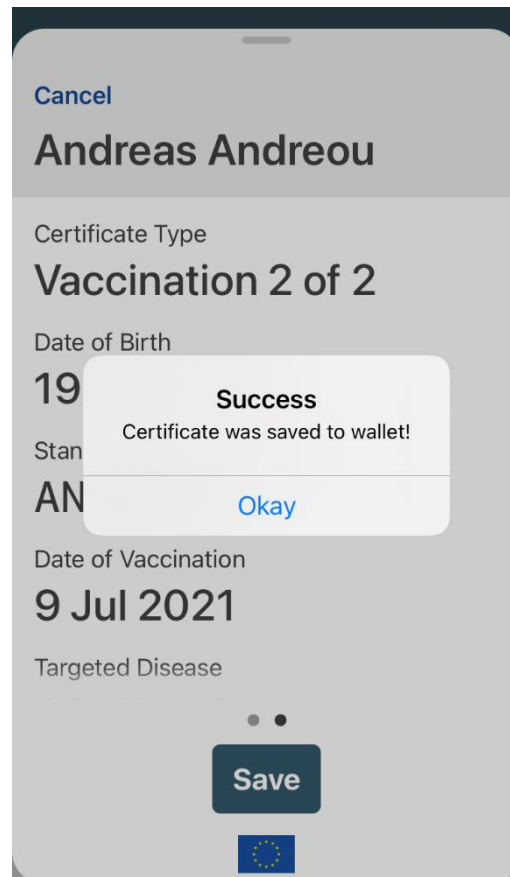 Cancel
Andreas Andreou
Certificate Type
Vaccination 2 of 2
Date of Birth
19
Success
Certificate was saved to wallet!
Stan
AN
Okay
Date of Vaccination
9 Jul 2021
Targeted Disease
Save